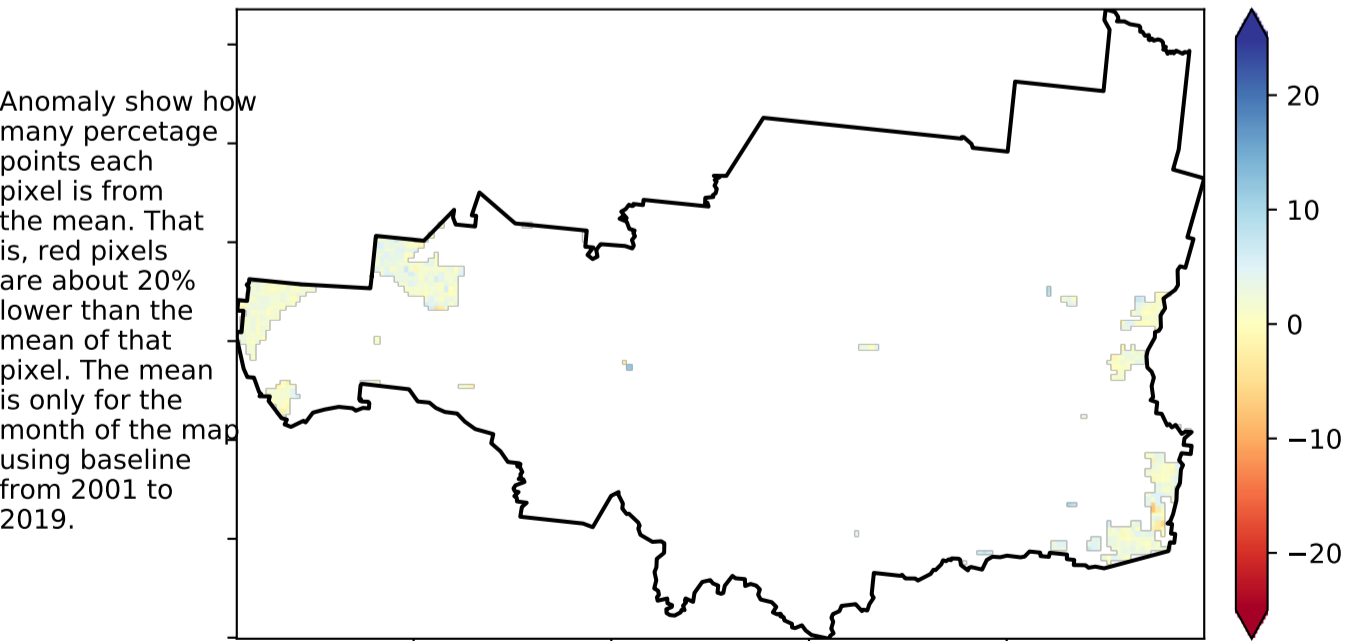 Anomaly show how
many percetage
points each
pixel is from
the mean. That
is, red pixels
are about 20%
lower than the
mean of that
pixel. The mean
is only for the
month of the map
using baseline
from 2001 to
2019.
20
10
0
−10
−20